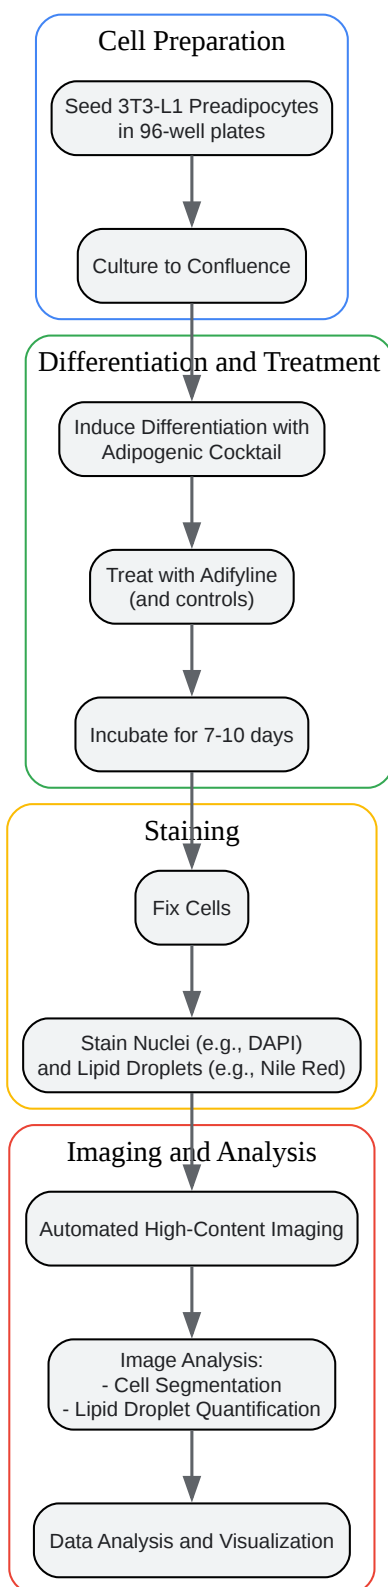 Cell Preparation
Seed 3T3-L1 Preadipocytes
in 96-well plates
Culture to Confluence
Differentiation and Treatment
Induce Differentiation with
Adipogenic Cocktail
Treat with Adifyline
(and controls)
Incubate for 7-10 days
Staining
Fix Cells
Stain Nuclei (e.g., DAPI)
and Lipid Droplets (e.g., Nile Red)
Imaging and Analysis
Automated High-Content Imaging
Image Analysis:
- Cell Segmentation
- Lipid Droplet Quantification
Data Analysis and Visualization